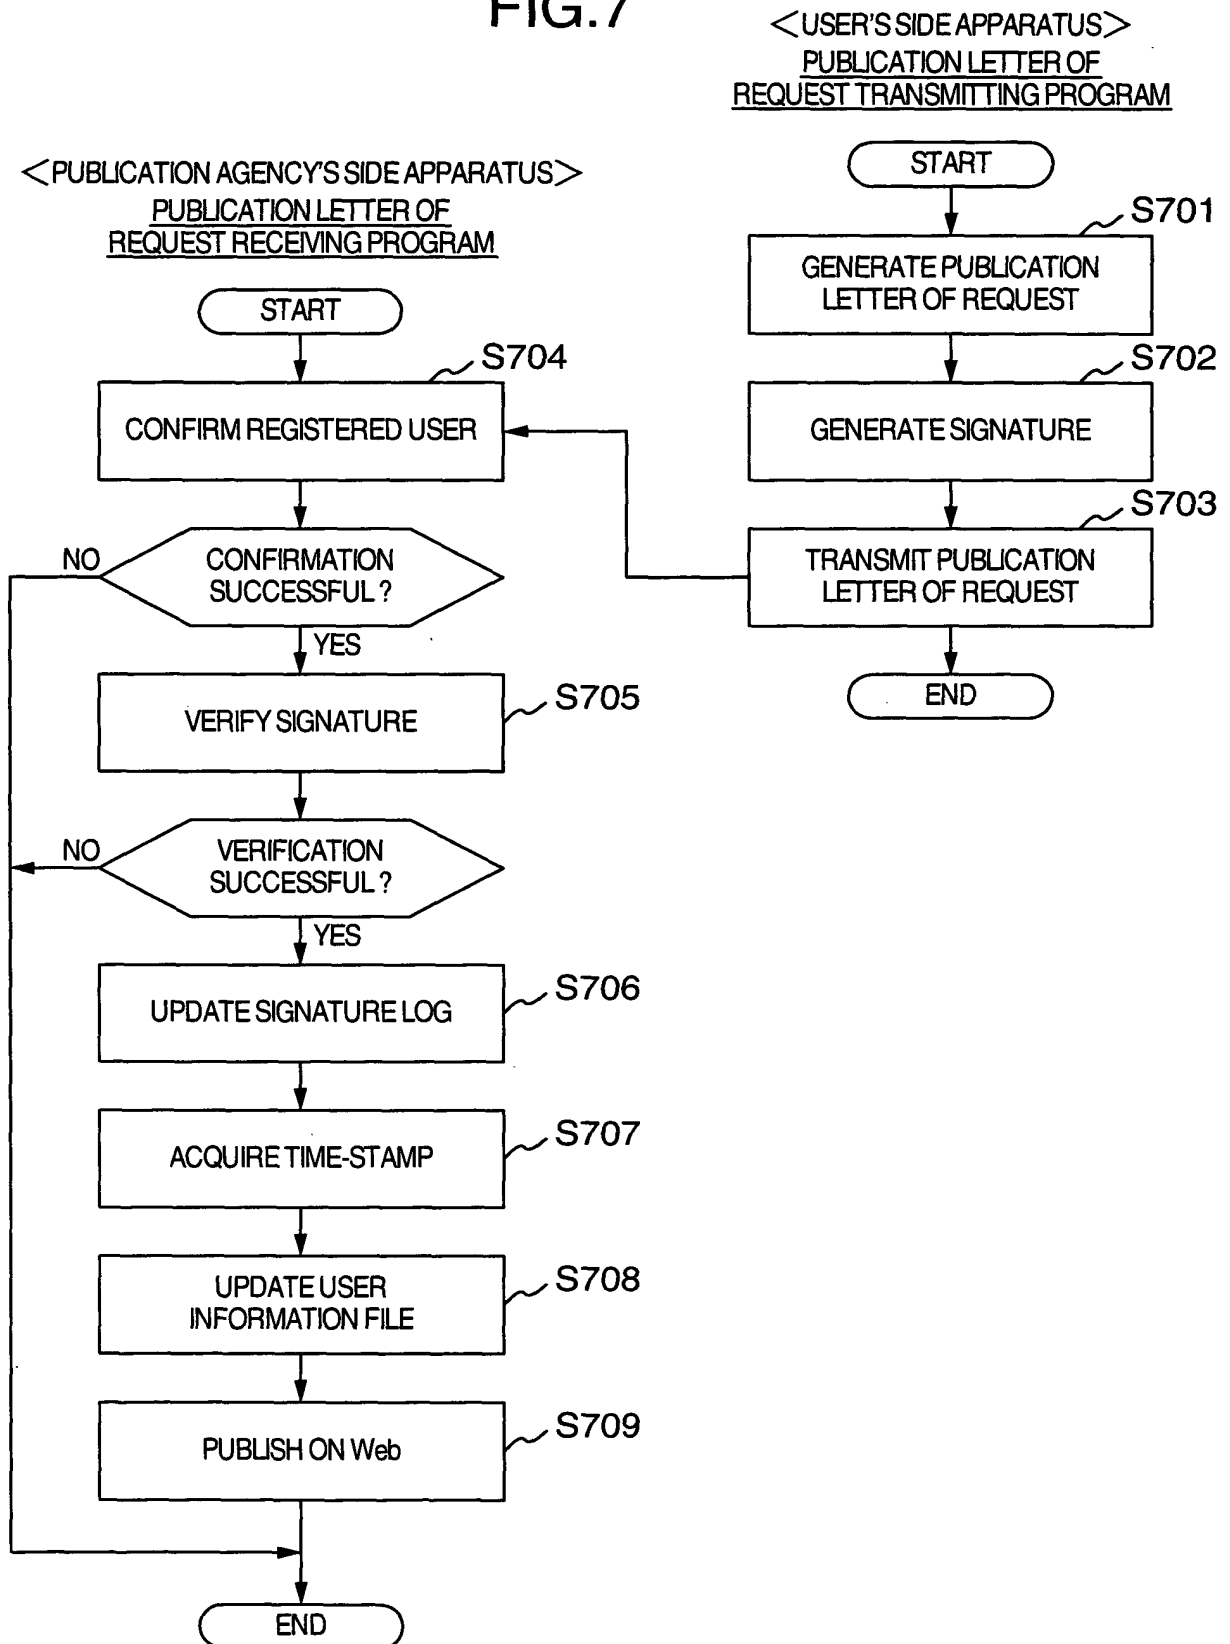 FIG.7
<USER'S SIDE APPARATUS>
PUBLICATION LETTER OF
REQUEST TRANSMITTING PROGRAM
START
S701
GENERATE PUBLICATION
LETTER OF REQUEST
S702
GENERATE SIGNATURE
S703
TRANSMIT PUBLICATION
LETTER OF REQUEST
END
<PUBLICATION AGENCY'S SIDE APPARATUS>
PUBLICATION LETTER OF
REQUEST RECEIVING PROGRAM
START
S704
CONFIRM REGISTERED USER
NO
CONFIRMATION
SUCCESSFUL?
YES
S705
VERIFY SIGNATURE
NO
VERIFICATION
SUCCESSFUL?
YES
S706
UPDATE SIGNATURE LOG
S707
ACQUIRE TIME-STAMP
S708
UPDATE USER
INFORMATION FILE
S709
PUBLISH ON Web
END